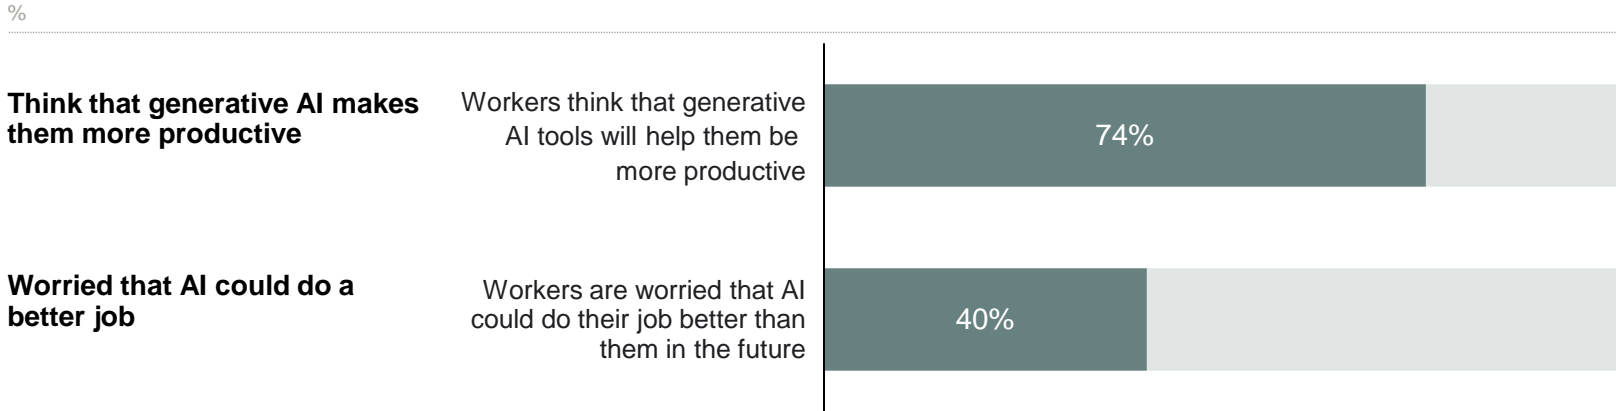 %
Think that generative AI makes
them more productive
Workers think that generative
AI tools will help them be
more productive
74%
Worried that AI could do a
better job
Workers are worried that AI
could do their job better than
them in the future
40%